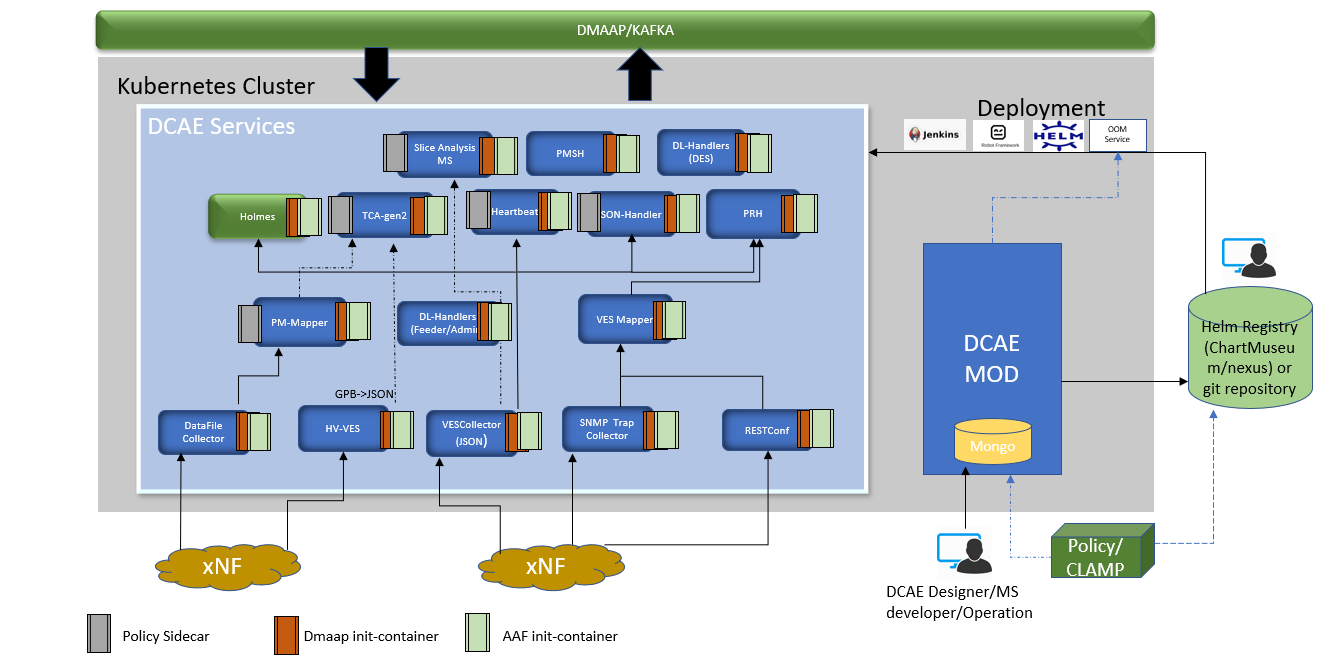 DMAAP/KAFKA
Kubernetes Cluster
DCAE Services
Deployment
Jenkins
Robot Framework
HELM
OOM
Service
Slice Analysis
MS
PMSH
DL-Handlers
(DES)
Holmes
TCA-gen2
Heartbeat
SON-Handler
PRH
PM-Mapper
DL-Handlers
(Feeder/Admin
VES Mapper
GPB->JSON
DataFile
Collector
HV-VES
VESCollector
(JSON)
SNMP Trap
Collector
RESTConf
DCAE
MOD
Mongo
Helm Registry
(ChartMuseu
m/nexus) or
git repository
xNF
xNF
Policy/
CLAMP
DCAE Designer/MS
developer/Operation
Policy Sidecar
Dmaap init-container
AAF init-container